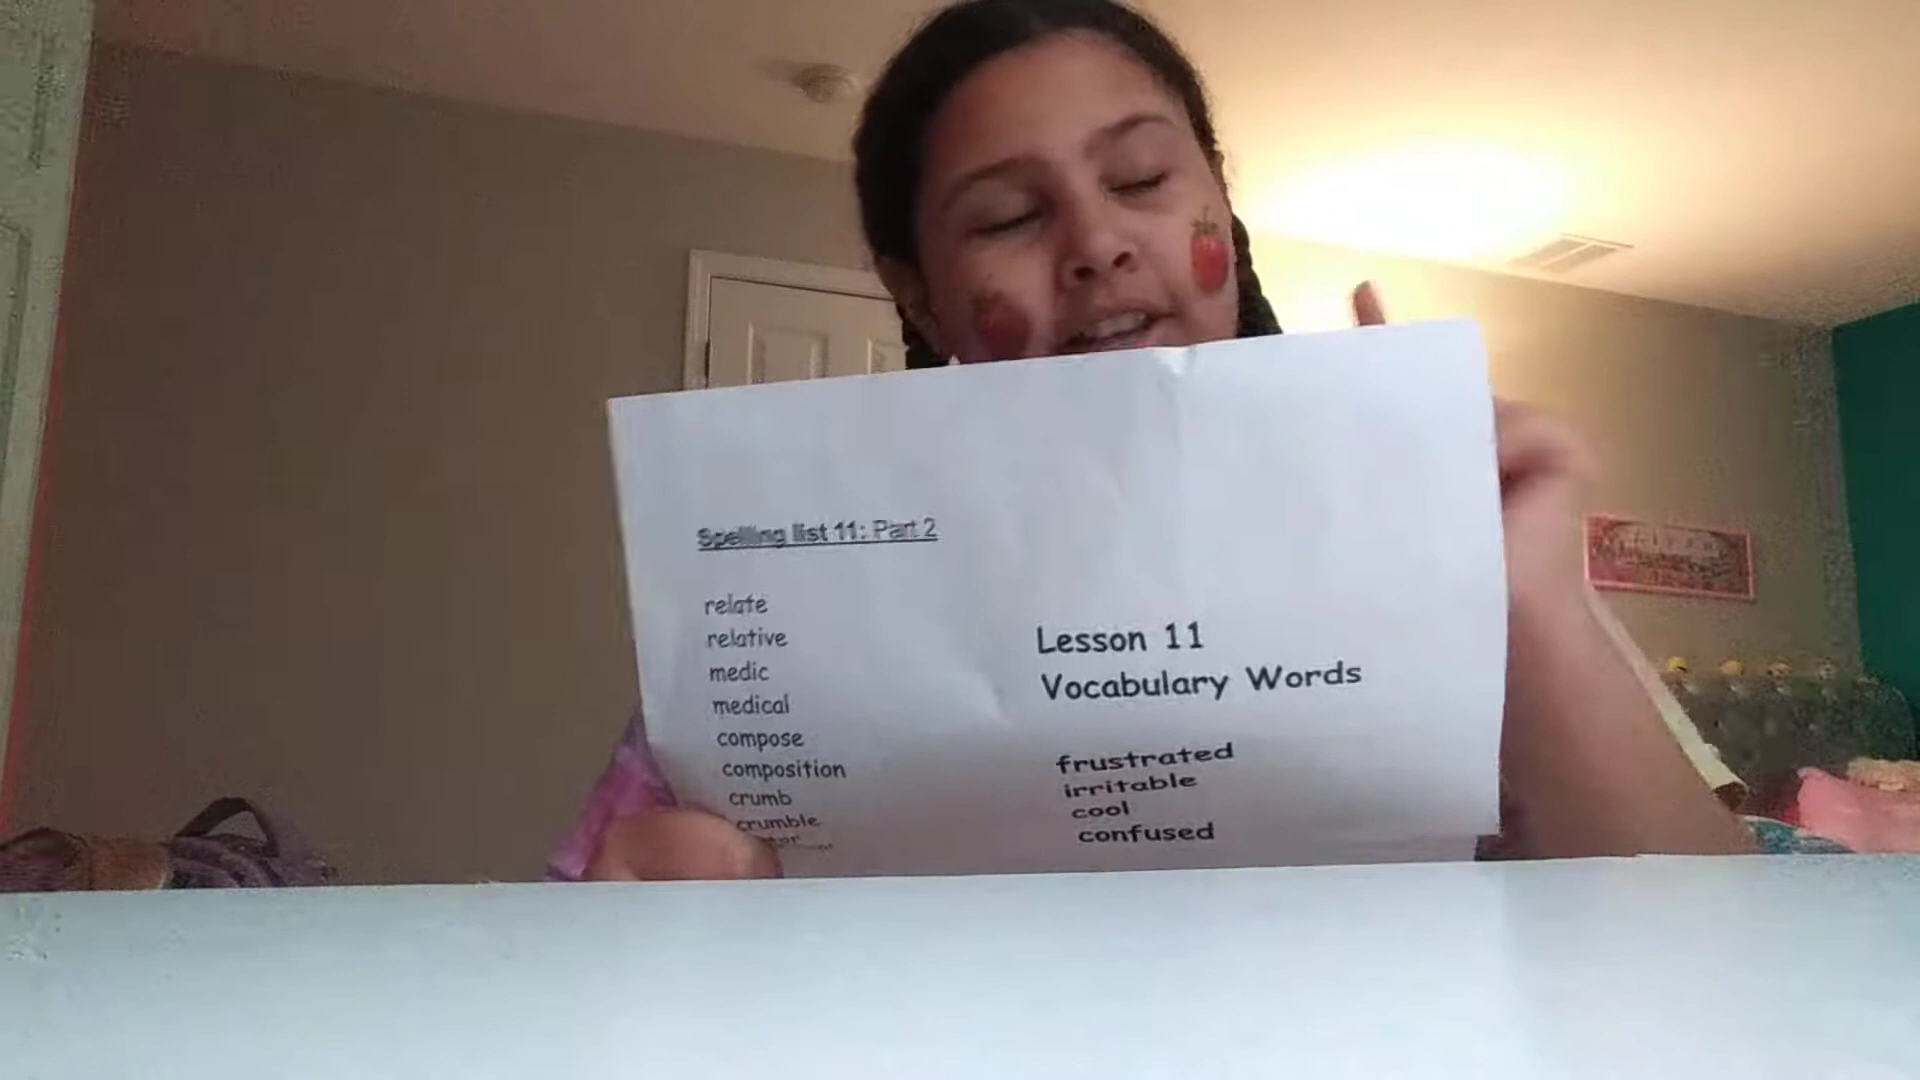 Spelling list 11: Part 2
relate
relative
medic
medical
compose
composition
crumb
crumble
Lesson 11
Vocabulary Words
frustrated
irritable
cool
confused